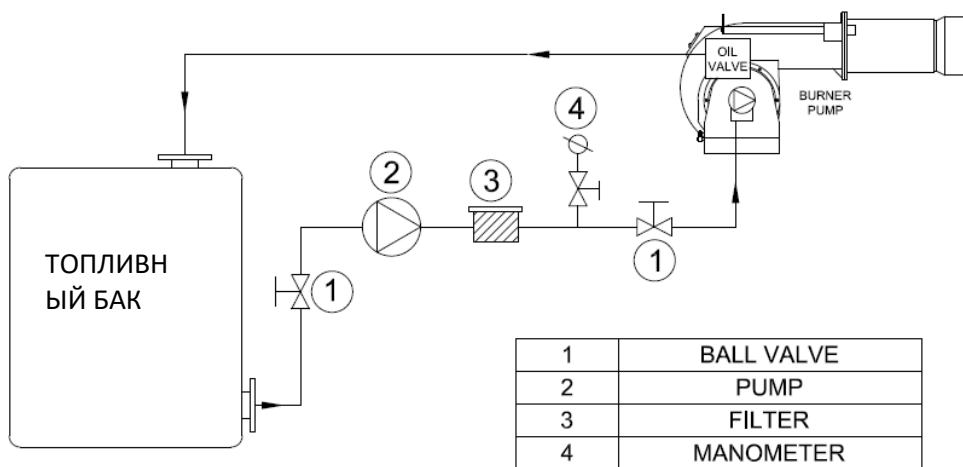 OIL
VALVE
BURNER
PUMP
4
2
3
1
1
ТОПЛИВН
ЫЙ БАК
1 BALL VALVE
2 PUMP
3 FILTER
4 MANOMETER